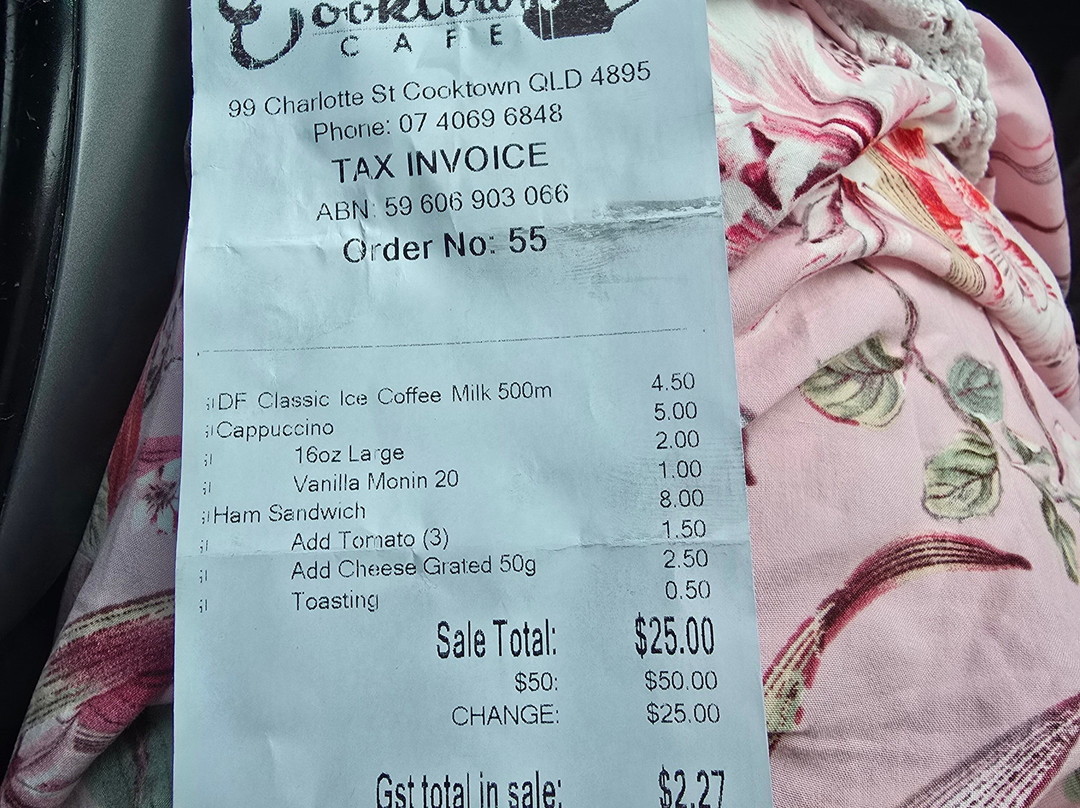 Cooktown
CAFE
99 Charlotte St Cooktown QLD 4895
Phone: 07 4069 6848
TAX INVOICE
ABN: 59 606 903 066
Order No: 55
DF Classic Ice Coffee Milk 500m 4.50
Cappuccino 5.00
16oz Large 2.00
Vanilla Monin 20 1.00
Ham Sandwich 8.00
Add Tomato (3) 1.50
Add Cheese Grated 50g 2.50
Toasting 0.50
Sale Total: $25.00
$50: $50.00
CHANGE: $25.00
Gst total in sale: $2.27